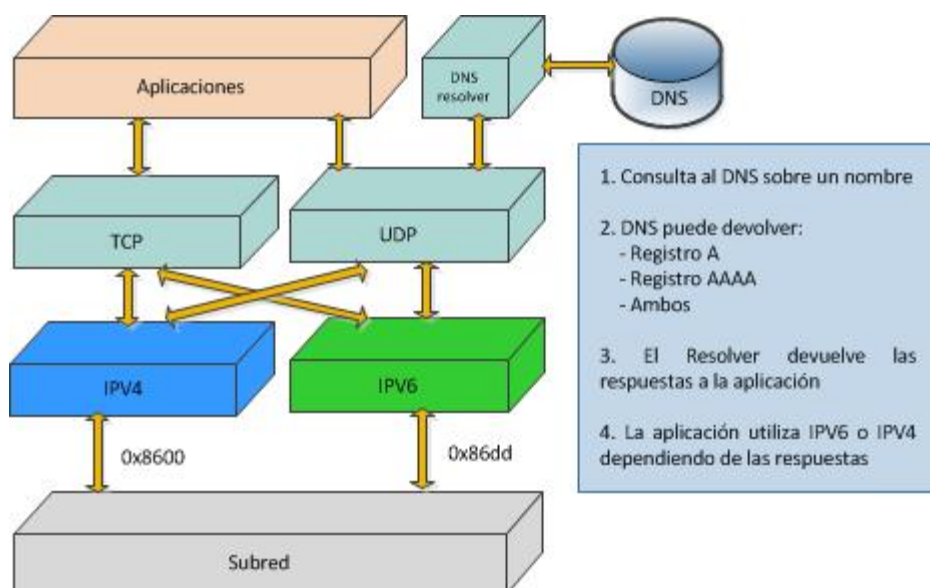 Aplicaciones
DNS
resolver
DNS
TCP
UDP
IPV4
IPV6
0x8600
0x86dd
Subred
1. Consulta al DNS sobre un nombre
2. DNS puede devolver:
- Registro A
- Registro AAAA
- Ambos
3. El Resolver devuelve las
respuestas a la aplicación
4. La aplicación utiliza IPV6 o IPV4
dependiendo de las respuestas